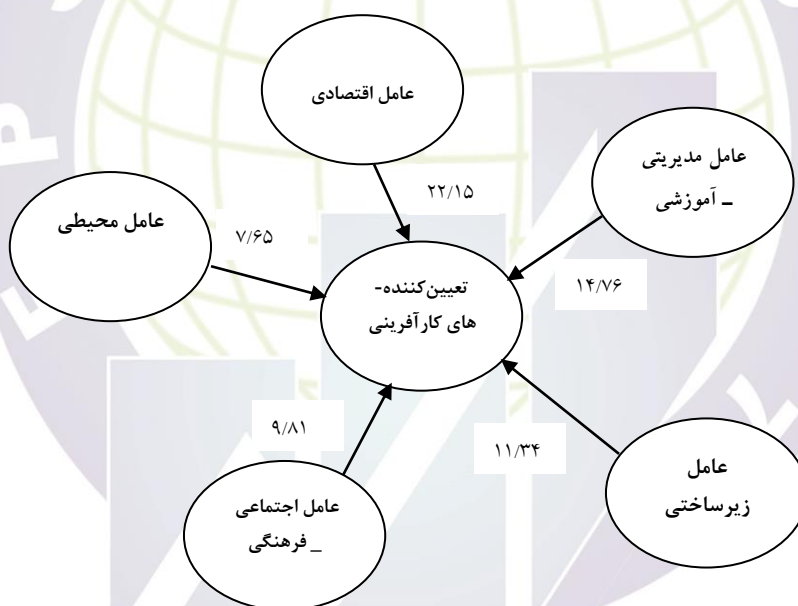 عامل اقتصادی
عامل مدیریتی
ـ آموزشی
عامل محیطی
۲۲/۱۵
۷/۶۵
۱۴/۷۶
تعیین‌کننده-
های کارآفرینی
۹/۸۱
۱۱/۳۴
عامل
زیرساختی
عامل اجتماعی
_ فرهنگی